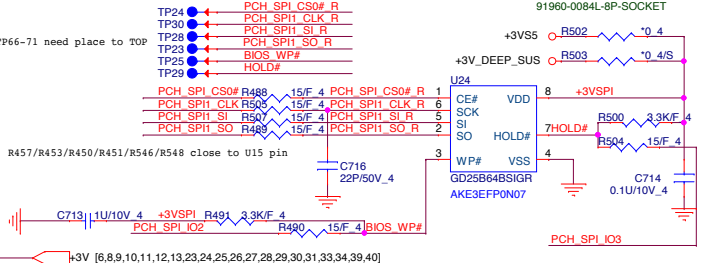 91960-0084L-8P-SOCKET
TP24 PCH_SPI_CS0#_R
TP30 PCH_SPI1_CLK_R
TP28 PCH_SPI1_SI_R
TP23 PCH_SPI1_SO_R
TP25 BIOS_WP#
TP29 HOLD#
TP66-71 need place to TOP
+3VS5 R502 *0_4
+3V_DEEP_SUS R503 *0_4/S
U24
PCH_SPI_CS0# R488 15/F_4 PCH_SPI_CS0#_R 1 CE# VDD 8 +3VSPI
PCH_SPI1_CLK R505 15/F_4 PCH_SPI1_CLK_R 6 SCK
PCH_SPI1_SI R507 15/F_4 PCH_SPI1_SI_R 5 SI
PCH_SPI1_SO R489 15/F_4 PCH_SPI1_SO_R 2 SO HOLD# 7 HOLD#
R500 3.3K/F_4
R504 15/F_4
3 WP# VSS 4
GD25B64BSIGR
AKE3EFP0N07
R457/R453/R450/R451/R546/R548 close to U15 pin
C716
22P/50V_4
C714
0.1U/10V_4
C713 1U/10V_4 +3VSPI R491 3.3K/F_4
PCH_SPI_IO2 R490 15/F_4 BIOS_WP#
PCH_SPI_IO3
+3V [6,8,9,10,11,12,13,23,24,25,26,27,28,29,30,31,33,34,39,40]